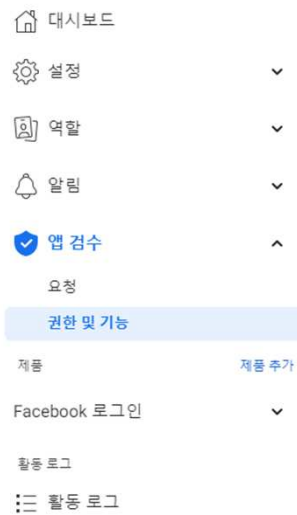 대시보드
설정
역할
알림
앱 검수
요청
권한 및 기능
제품 제품 추가
Facebook 로그인
활동 로그
활동 로그